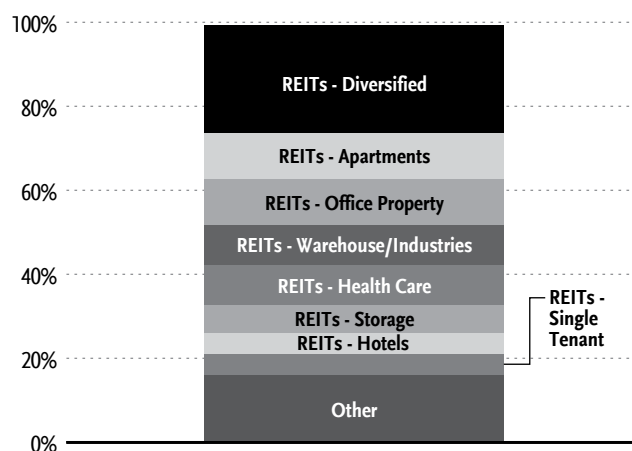 100%
REITs - Diversified
80%
REITs - Apartments
60%
REITs - Office Property
REITs - Warehouse/Industries
40%
REITs - Health Care
REITs -
Single
Tenant
REITs - Storage
REITs - Hotels
20%
Other
0%